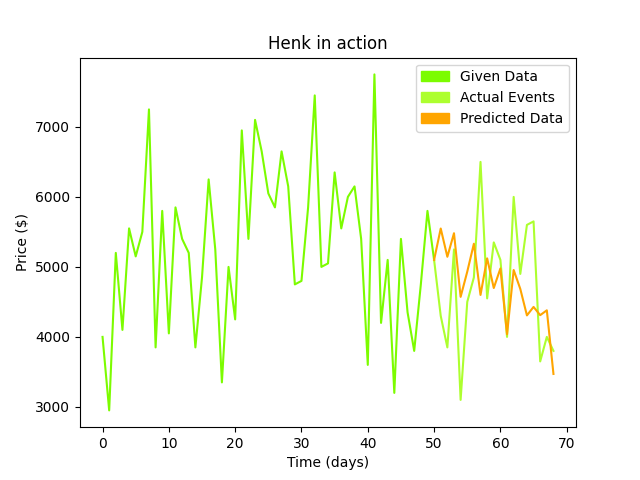 Henk in action
Given Data
Actual Events
Predicted Data
Price ($)
7000
6000
5000
4000
3000
0 10 20 30 40 50 60 70
Time (days)